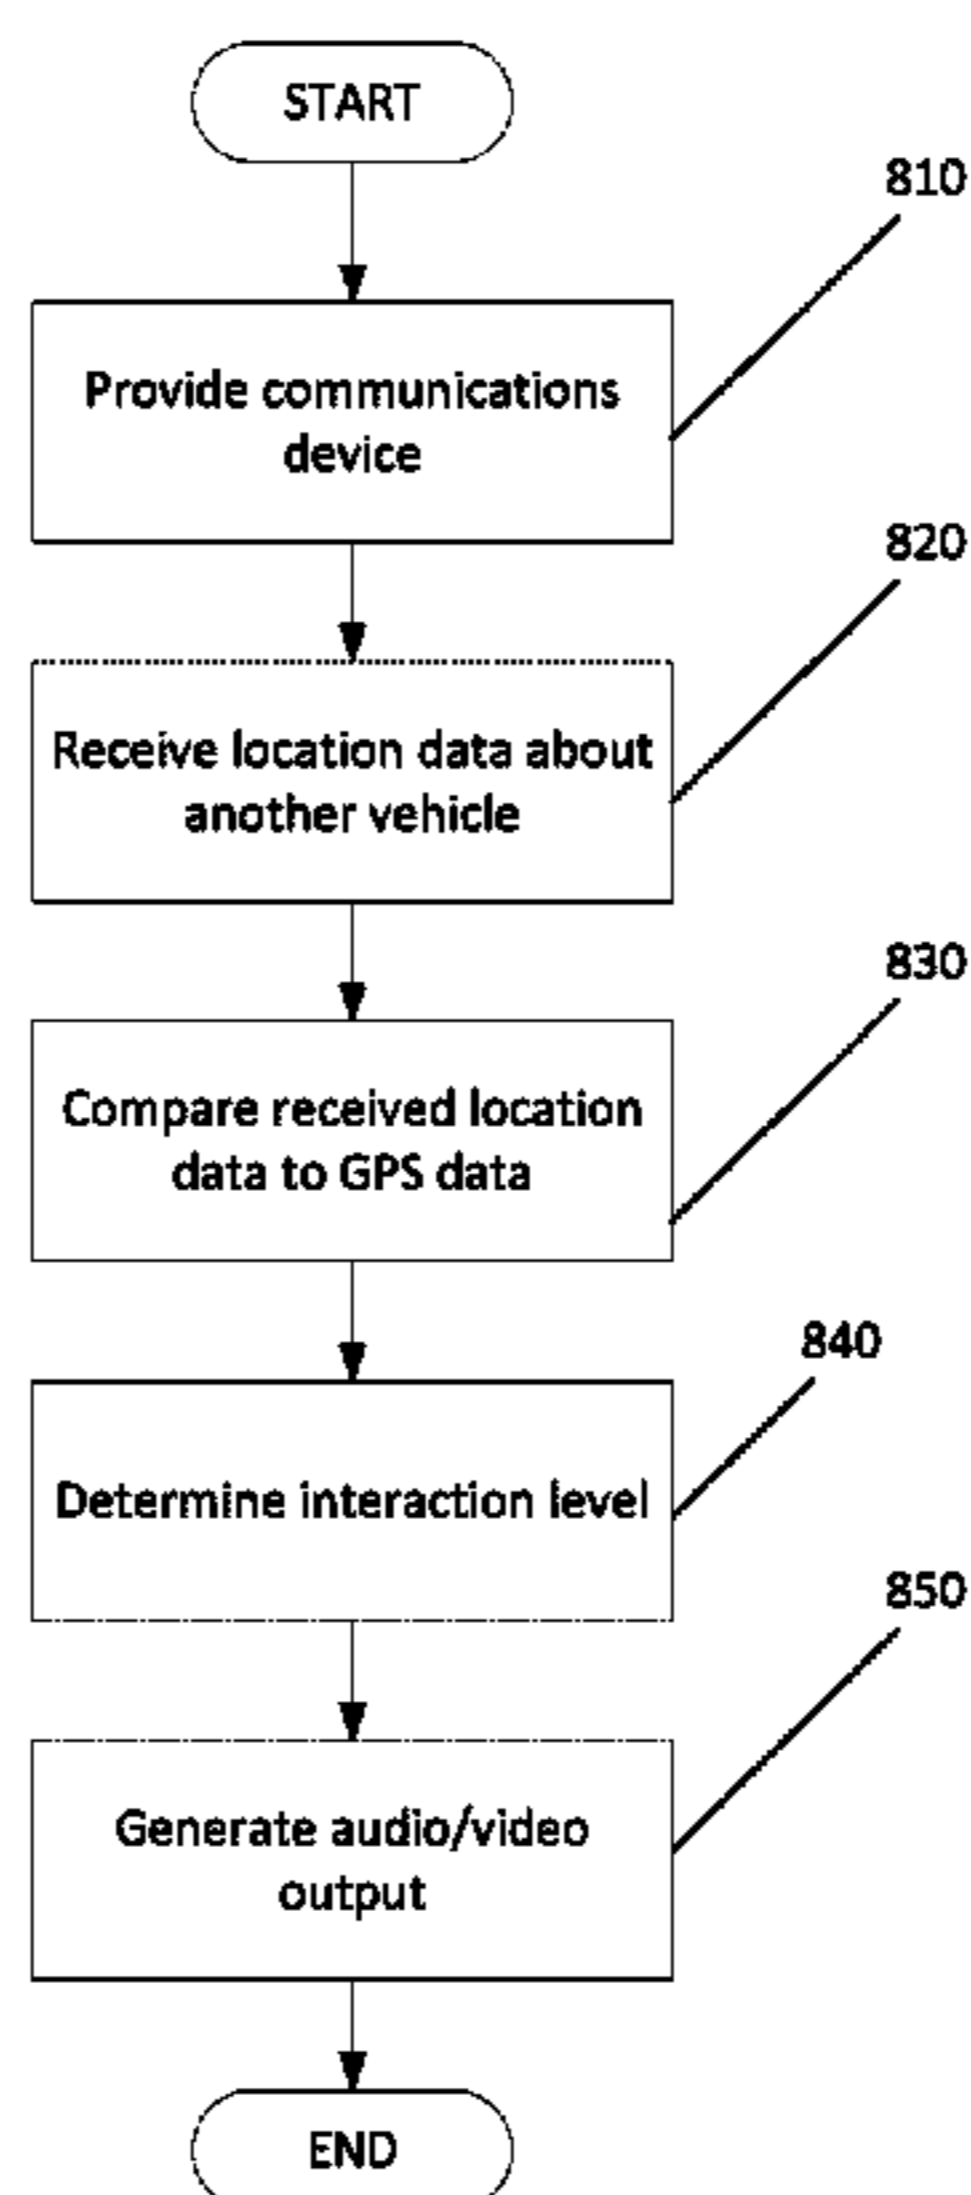 START
810
Provide communications
device
820
Receive location data about
another vehicle
830
Compare received location
data to GPS data
840
Determine interaction level
850
Generate audio/video
output
END